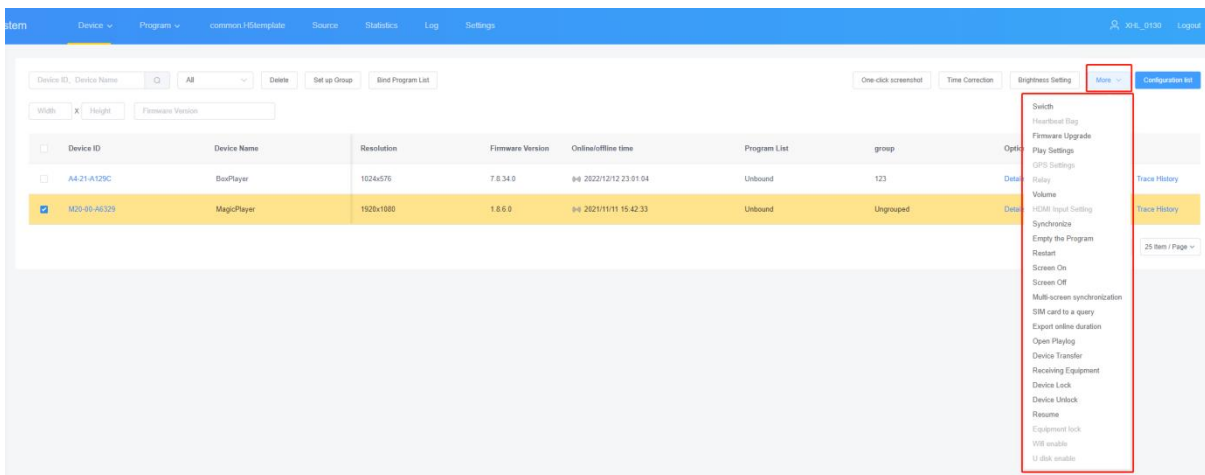 stem Device Program common.H5template Source Statistics Log Settings XHL_0130 Logout
Device ID, Device Name All Delete Set up Group Bind Program List One-click screenshot Time Correction Brightness Setting More Configuration list
Width X Height Firmware Version
Device ID Device Name Resolution Firmware Version Online/offline time Program List group Optio
A4-21-A129C BoxPlayer 1024x576 7.8.34.0 2022/12/12 23:01:04 Unbound 123 Detail Trace History
M20-00-A6329 MagicPlayer 1920x1080 1.8.6.0 2021/11/11 15:42:33 Unbound Ungrouped Detail Trace History
25 Item / Page
Swicth
Heartbeat Bag
Firmware Upgrade
Play Settings
GPS Settings
Relay
Volume
HDMI Input Setting
Synchronize
Empty the Program
Restart
Screen On
Screen Off
Multi-screen synchronization
SIM card to a query
Export online duration
Open Playlog
Device Transfer
Receiving Equipment
Device Lock
Device Unlock
Resume
Equipment lock
Wifi enable
U disk enable